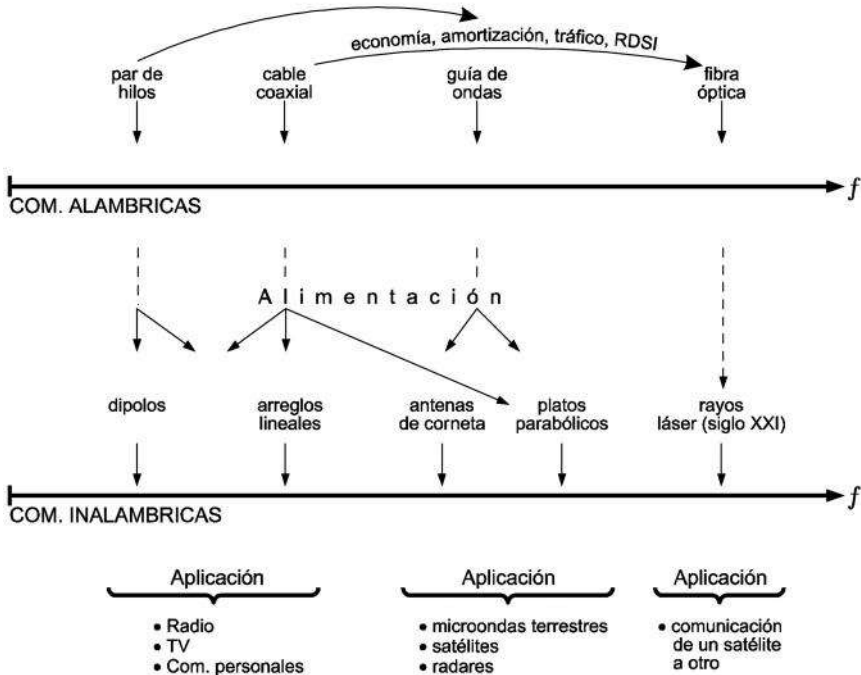 economía, amortización, tráfico, RDSI
par de
hilos
cable
coaxial
guía de
ondas
fibra
óptica
f
COM. ALAMBRICAS
Alimentación
dipolos
arreglos
lineales
antenas
de corneta
platos
parabólicos
rayos
láser (siglo XXI)
f
COM. INALAMBRICAS
Aplicación
• Radio
• TV
• Com. personales
Aplicación
• microondas terrestres
• satélites
• radares
Aplicación
• comunicación
de un satélite
a otro